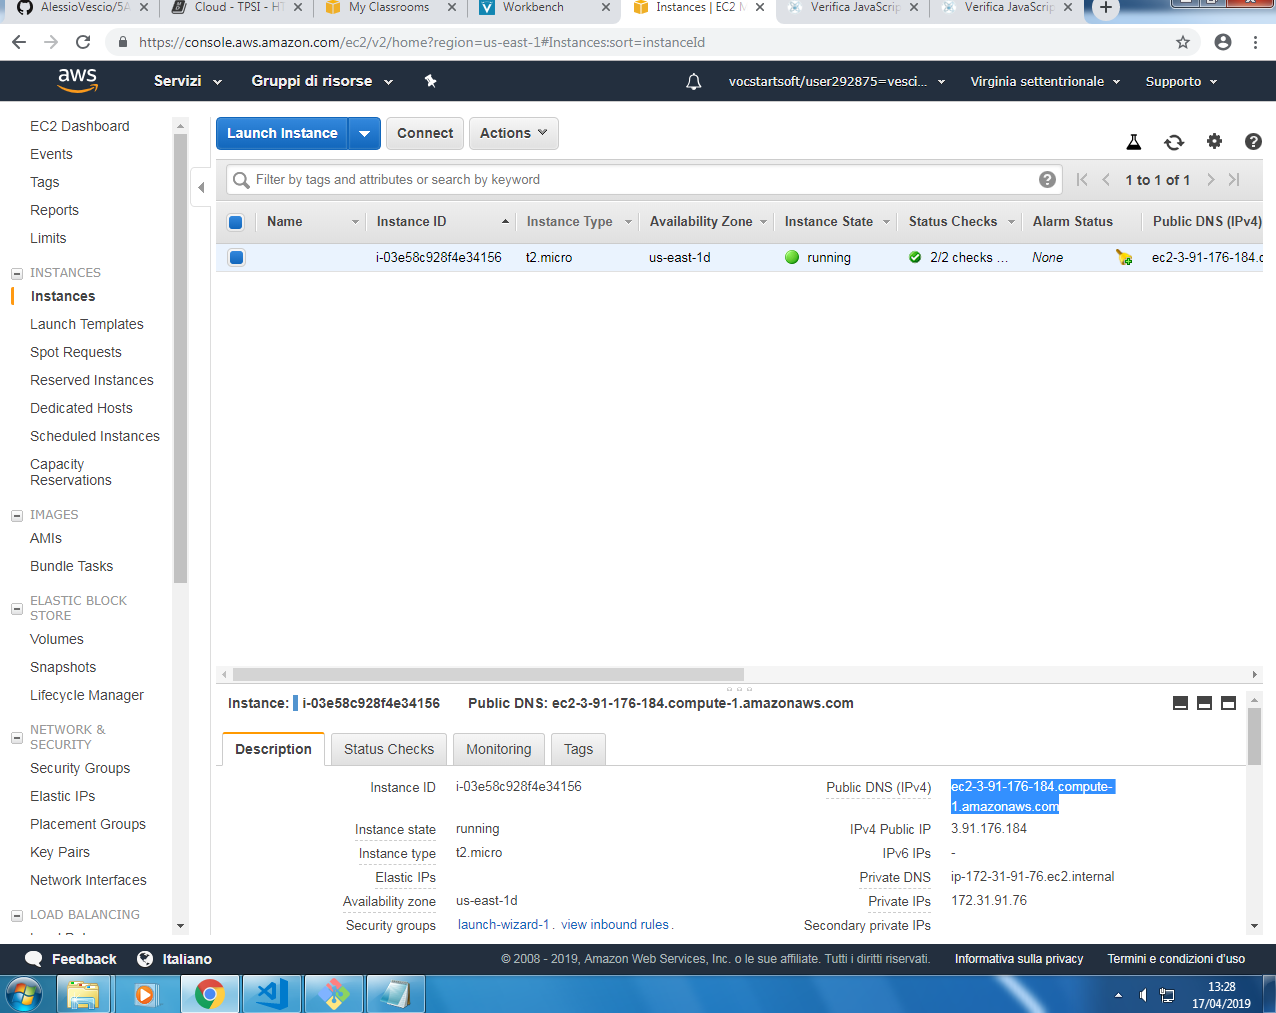 AlessioVescio/5A
Cloud - TPSI - HT
My Classrooms
Workbench
Instances | EC2 M
Verifica JavaScrip
Verifica JavaScrip
https://console.aws.amazon.com/ec2/v2/home?region=us-east-1#Instances:sort=instanceId
aws
Servizi
Gruppi di risorse
vocstartsoft/user292875=vesci...
Virginia settentrionale
Supporto
EC2 Dashboard
Events
Tags
Reports
Limits
INSTANCES
Instances
Launch Templates
Spot Requests
Reserved Instances
Dedicated Hosts
Scheduled Instances
Capacity
Reservations
IMAGES
AMIs
Bundle Tasks
ELASTIC BLOCK
STORE
Volumes
Snapshots
Lifecycle Manager
NETWORK &
SECURITY
Security Groups
Elastic IPs
Placement Groups
Key Pairs
Network Interfaces
LOAD BALANCING
Launch Instance
Connect
Actions
Filter by tags and attributes or search by keyword
1 to 1 of 1
Name
Instance ID
Instance Type
Availability Zone
Instance State
Status Checks
Alarm Status
Public DNS (IPv4)
i-03e58c928f4e34156
t2.micro
us-east-1d
running
2/2 checks ...
None
ec2-3-91-176-184.c
Instance: i-03e58c928f4e34156
Public DNS: ec2-3-91-176-184.compute-1.amazonaws.com
Description
Status Checks
Monitoring
Tags
Instance ID
i-03e58c928f4e34156
Instance state
running
Instance type
t2.micro
Elastic IPs
Availability zone
us-east-1d
Security groups
launch-wizard-1. view inbound rules.
Public DNS (IPv4)
ec2-3-91-176-184.compute-
1.amazonaws.com
IPv4 Public IP
3.91.176.184
IPv6 IPs
-
Private DNS
ip-172-31-91-76.ec2.internal
Private IPs
172.31.91.76
Secondary private IPs
Feedback
Italiano
© 2008 - 2019, Amazon Web Services, Inc. o le sue affiliate. Tutti i diritti riservati.
Informativa sulla privacy
Termini e condizioni d'uso
13:28
17/04/2019